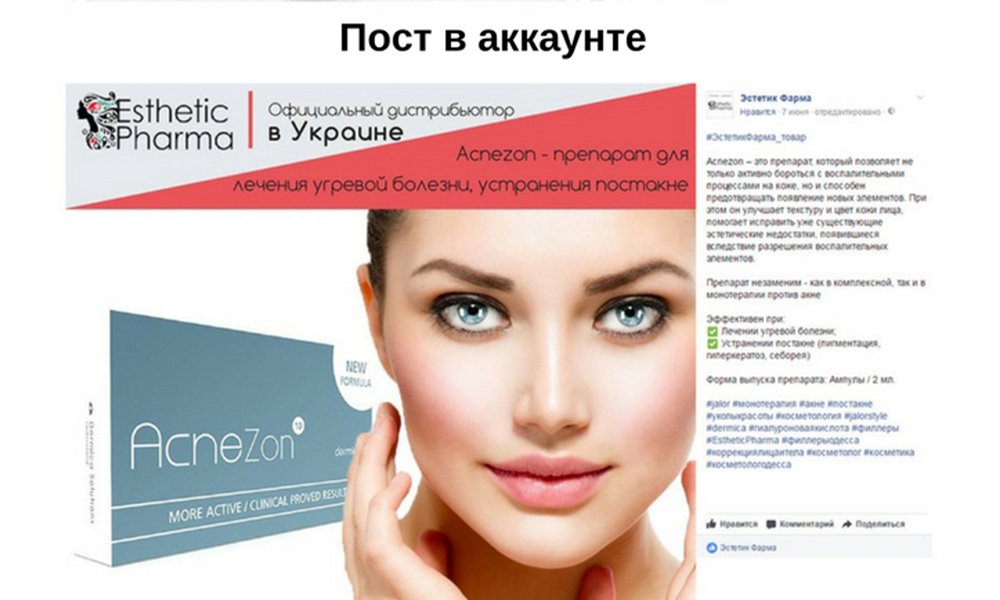 Пост в аккаунте
Esthetic
Pharma
Официальный дистрибьютор
в Украине
Acnezon - препарат для
лечения угревой болезни, устранения постакне
NEW
FORMULA
AcneZon
10
MORE ACTIVE / CLINICAL PROVED RESULT
Dermica Solutions
Эстетик Фарма
Нравится · 7 июня · отредактировано ·
#ЭстетикФарма_товар
Acnezon – это препарат, который позволяет не
только активно бороться с воспалительными
процессами на коже, но и способен
предотвращать появление новых элементов. При
этом он улучшает текстуру и цвет кожи лица,
помогает исправить уже существующие
эстетические недостатки, появившиеся
вследствие разрешения воспалительных
элементов.
Препарат незаменим - как в комплексной, так и в
монотерапии против акне
Эффективен при:
✅ Лечении угревой болезни;
✅ Устранении постакне (пигментация,
гиперкератоз, себорея)
Форма выпуска препарата: Ампулы / 2 мл.
#jalor #монотерапия #акне #постакне
#уколыкрасоты #косметология #jalorstyle
#dermica #гиалуроноваякислота #филлеры
#EstheticPharma #филлерыодесса
#коррекциялицаитела #косметолог #косметика
#косметологодесса
Нравится Комментарий Поделиться
Эстетик Фарма